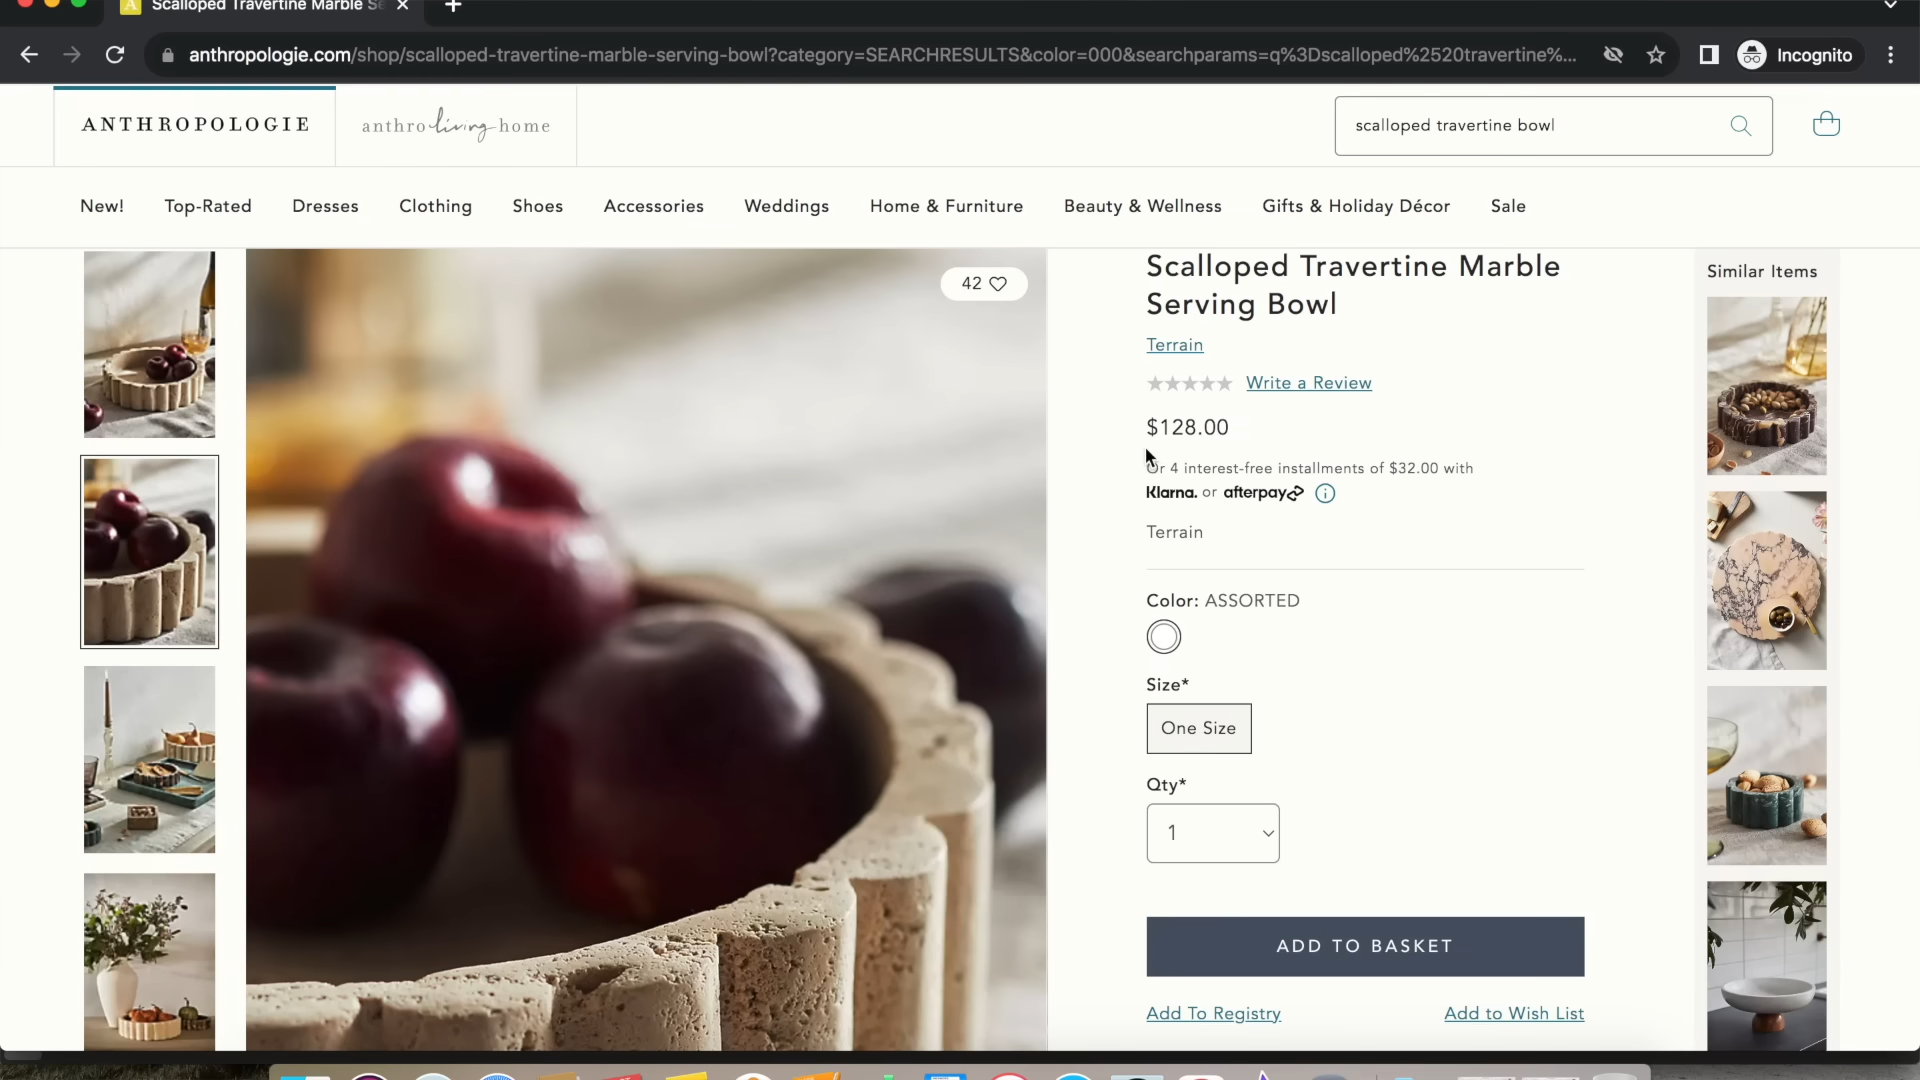 Scalloped Travertine Marble Se
anthropologie.com/shop/scalloped-travertine-marble-serving-bowl?category=SEARCHRESULTS&color=000&searchparams=q%3Dscalloped%2520travertine%...
Incognito
ANTHROPOLOGIE
anthro living home
scalloped travertine bowl
New! Top-Rated Dresses Clothing Shoes Accessories Weddings Home & Furniture Beauty & Wellness Gifts & Holiday Décor Sale
42
Scalloped Travertine Marble
Serving Bowl
Terrain
Write a Review
$128.00
Or 4 interest-free installments of $32.00 with
Klarna. or afterpay
Terrain
Color: ASSORTED
Size*
One Size
Qty*
1
ADD TO BASKET
Add To Registry Add to Wish List
Similar Items